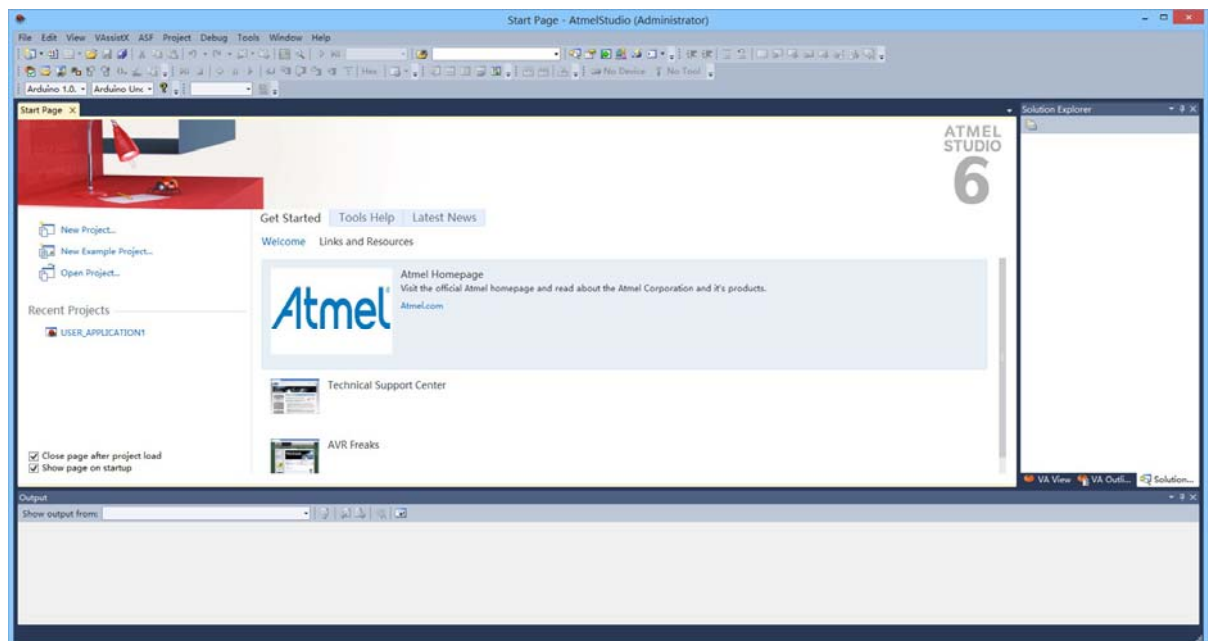 Start Page - AtmelStudio (Administrator)
File Edit View VAssistX ASF Project Debug Tools Window Help
Hex No Device No Tool
Arduino 1.0. Arduino Unc
Start Page X
Solution Explorer
ATMEL
STUDIO
6
New Project...
New Example Project...
Open Project...
Recent Projects
USER_APPLICATION1
Close page after project load
Show page on startup
Get Started Tools Help Latest News
Welcome Links and Resources
Atmel
Atmel Homepage
Visit the official Atmel homepage and read about the Atmel Corporation and it's products.
Atmel.com
Technical Support Center
AVR Freaks
VA View VA Outli... Solution...
Output
Show output from: